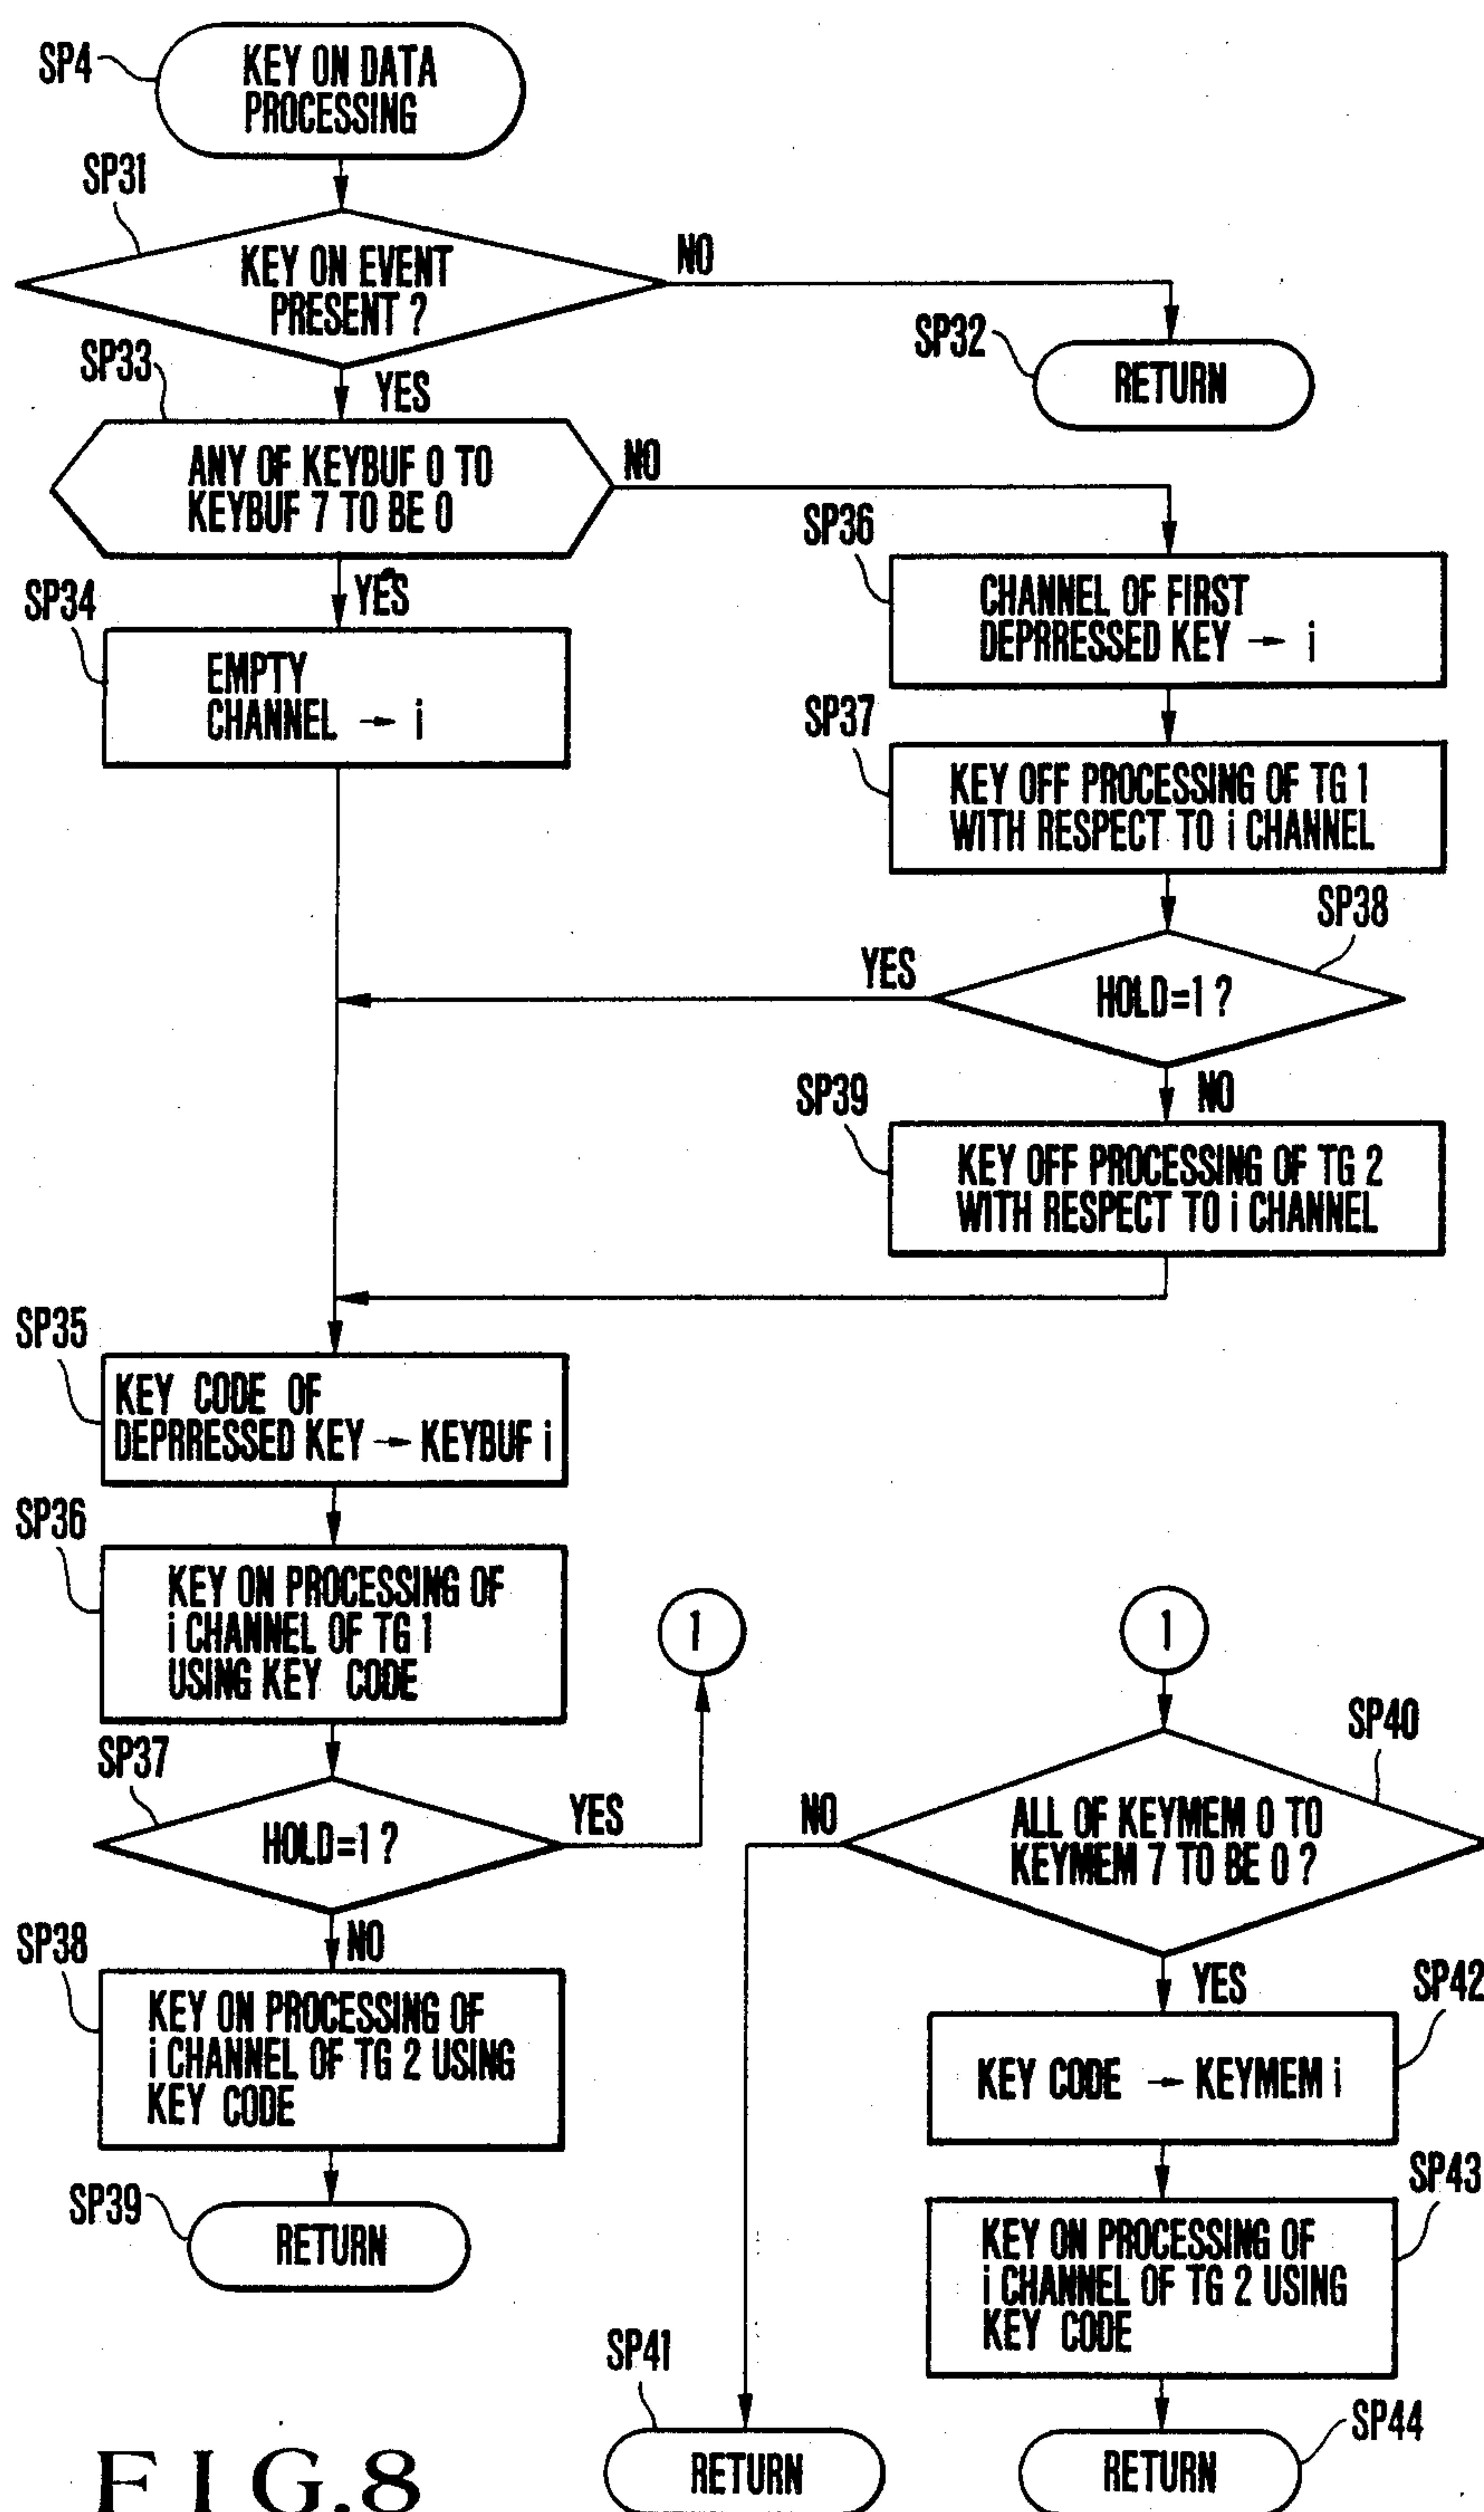 SP4
KEY ON DATA
PROCESSING
SP31
KEY ON EVENT
PRESENT ?
NO
SP32
RETURN
SP33
YES
ANY OF KEYBUF 0 TO
KEYBUF 7 TO BE 0
NO
SP34
YES
EMPTY
CHANNEL → i
SP36
CHANNEL OF FIRST
DEPRRESSED KEY → i
SP37
KEY OFF PROCESSING OF TG 1
WITH RESPECT TO i CHANNEL
SP38
YES
HOLD=1 ?
NO
SP39
KEY OFF PROCESSING OF TG 2
WITH RESPECT TO i CHANNEL
SP35
KEY CODE OF
DEPRRESSED KEY → KEYBUF i
SP36
KEY ON PROCESSING OF
i CHANNEL OF TG 1
USING KEY CODE
SP37
HOLD=1 ?
YES
1
NO
SP38
KEY ON PROCESSING OF
i CHANNEL OF TG 2 USING
KEY CODE
SP39
RETURN
1
SP40
NO
ALL OF KEYMEM 0 TO
KEYMEM 7 TO BE 0 ?
YES
SP42
KEY CODE → KEYMEM i
SP43
KEY ON PROCESSING OF
i CHANNEL OF TG 2 USING
KEY CODE
SP41
RETURN
SP44
RETURN
FIG.8